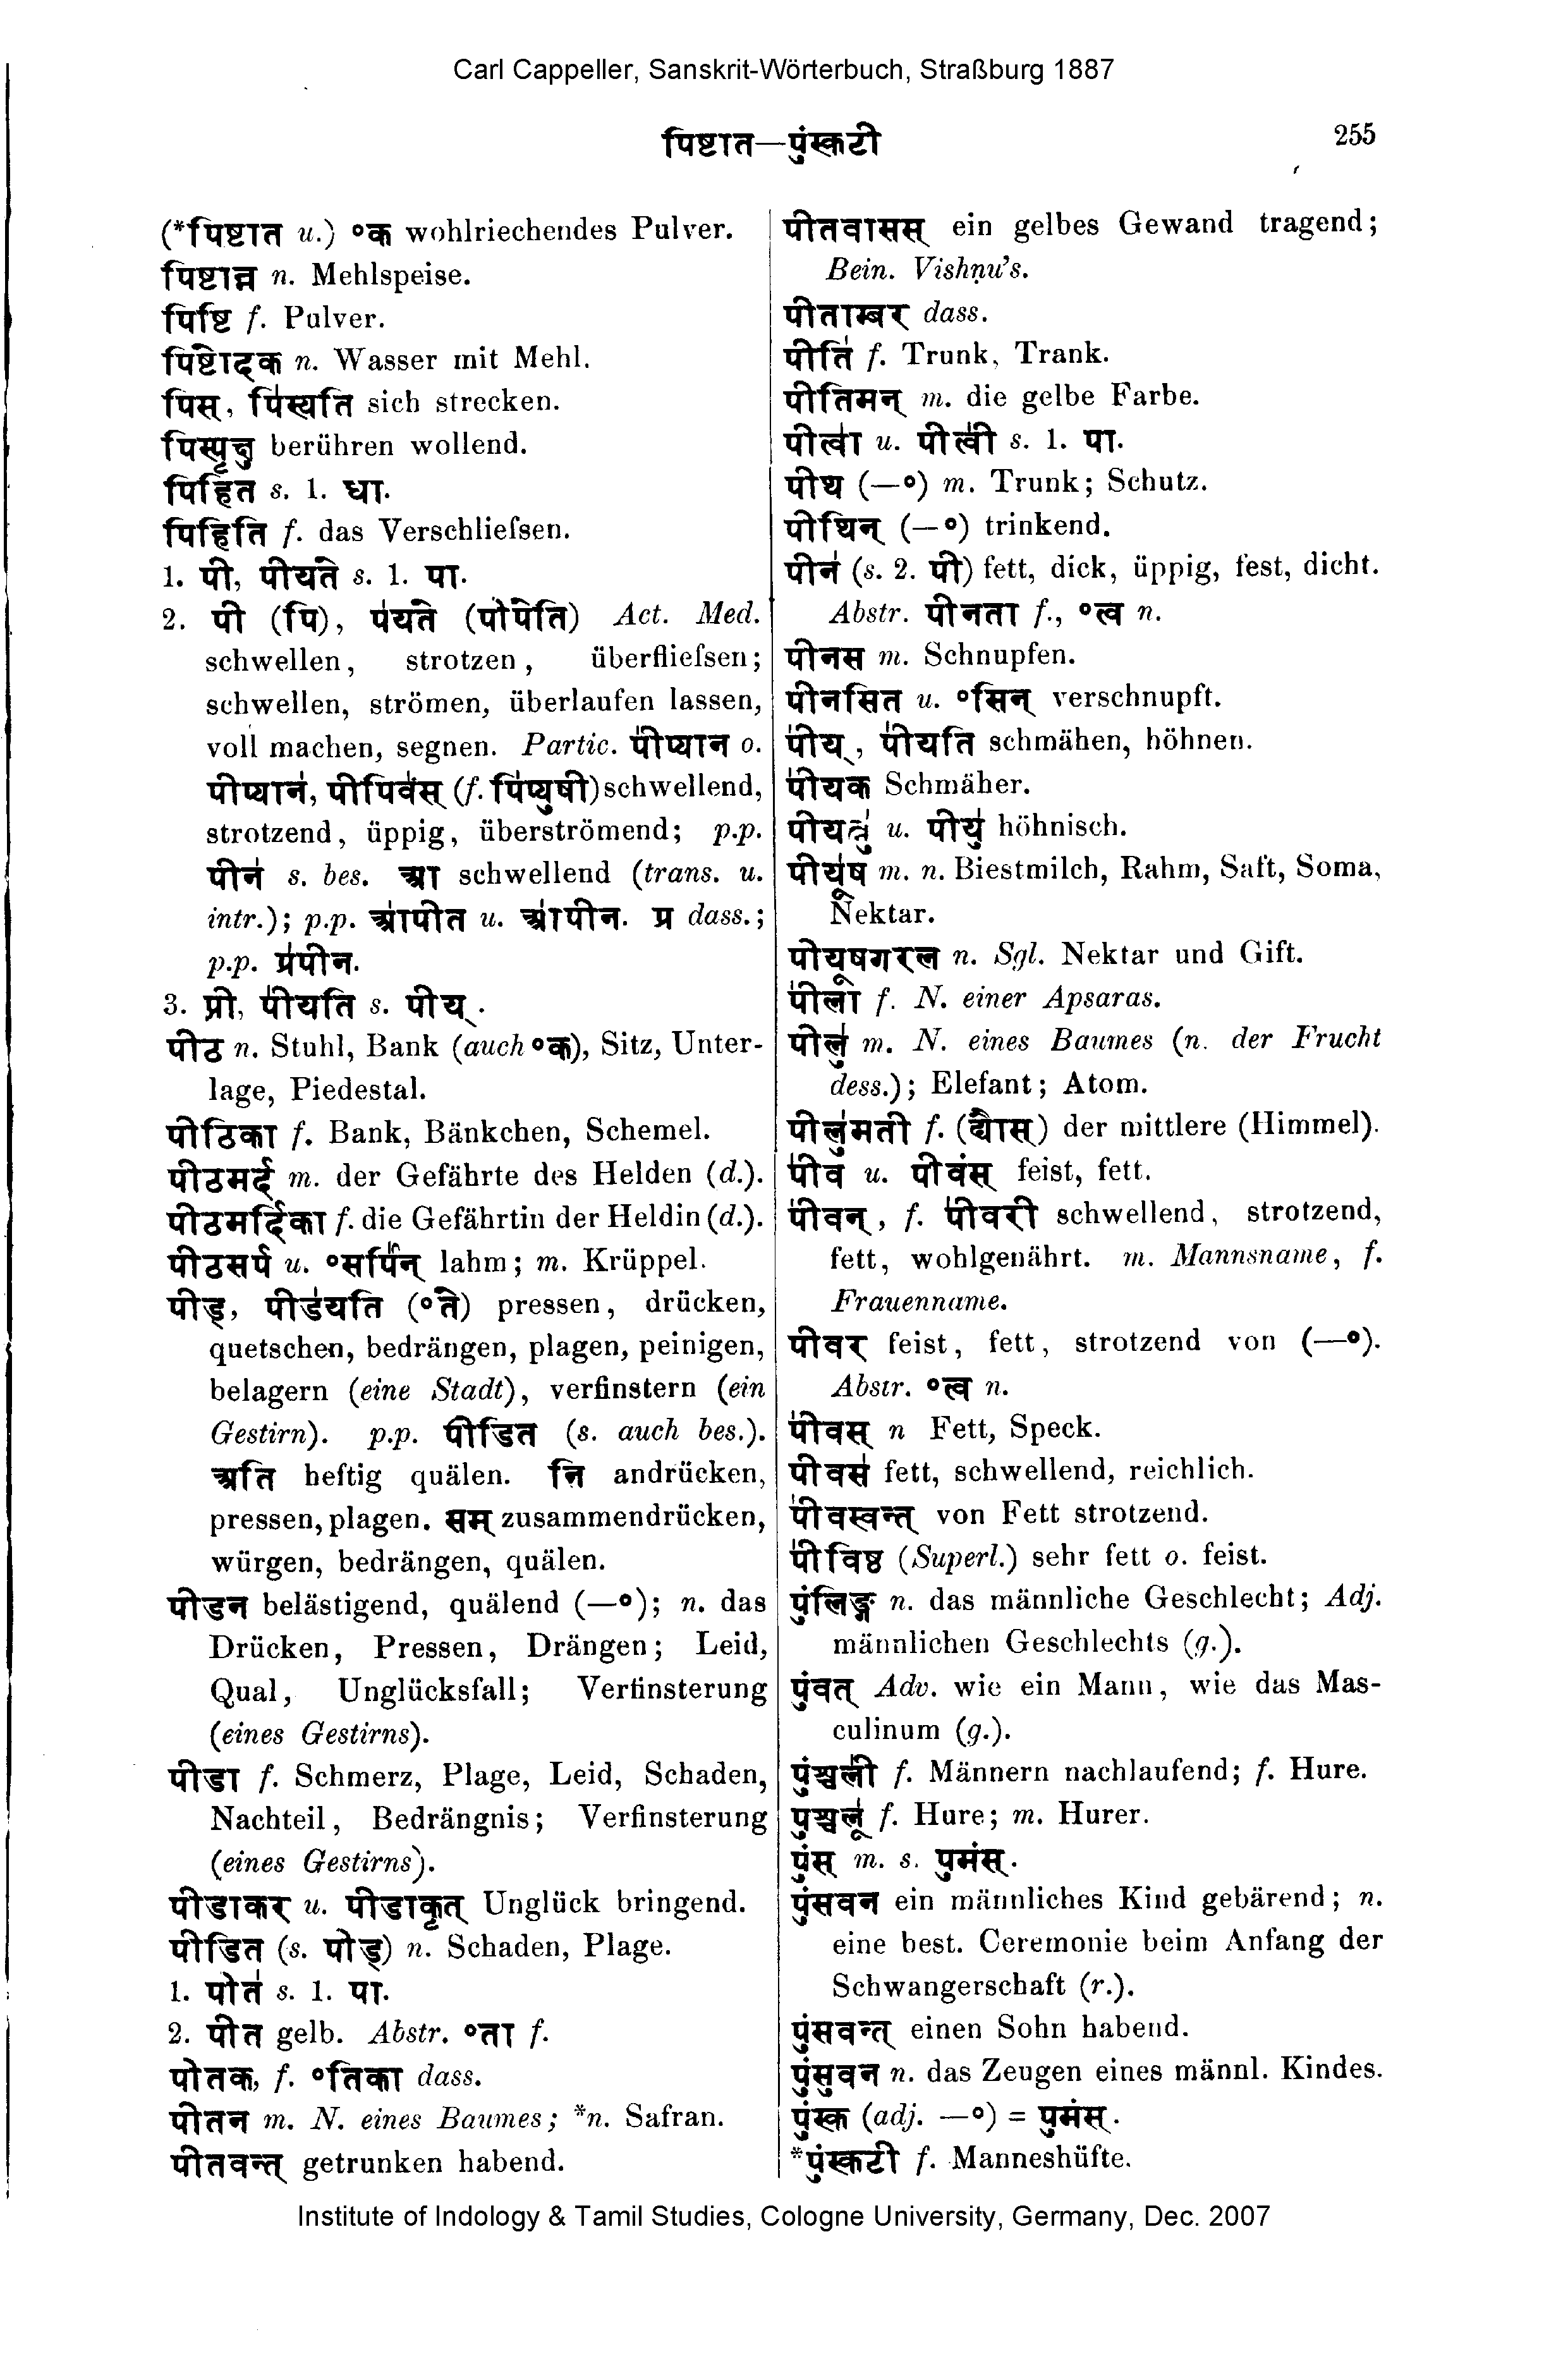 Carl Cappeller, Sanskrit-Wörterbuch, Straßburg 1887
पिष्टात—पुंस्कटी
255
(*पिष्टात u.) °क wohlriechendes Pulver.
पिष्टान्न n. Mehlspeise.
पिष्टि f. Pulver.
पिष्टोदक n. Wasser mit Mehl.
पिस्, पि॑स्यति sich strecken.
पिस्पृक्षु berühren wollend.
पिहित s. 1. धा.
पिहिति f. das Verschliefsen.
1. पी, पीयते s. 1. पा.
2. पी (पि), प॑यते (पी॑पेति) Act. Med.
schwellen, strotzen, überfliefsen;
schwellen, strömen, überlaufen lassen,
voll machen, segnen. Partic. पी॑प्यान o.
पीप्यान॑, पीपिवं॑स् (f. पि॑प्युषी) schwellend,
strotzend, üppig, überströmend; p.p.
पीन॑ s. bes. आ schwellend (trans. u.
intr.); p.p. आ॑पीत u. आ॑पीन. प्र dass.;
p.p. प्र॑पीन.
3. प्री, पी॑यति s. पीय्.
पीठ n. Stuhl, Bank (auch °क), Sitz, Unter-
lage, Piedestal.
पीठिका f. Bank, Bänkchen, Schemel.
पीठमर्द m. der Gefährte des Helden (d.).
पीठमर्दिका f. die Gefährtin der Heldin (d.).
पीठसर्प u. °सर्पि॑न् lahm; m. Krüppel.
पीड्, पीड॑यति (°ते) pressen, drücken,
quetschen, bedrängen, plagen, peinigen,
belagern (eine Stadt), verfinstern (ein
Gestirn). p.p. पीडित (s. auch bes.).
अति heftig quälen. नि andrücken,
pressen, plagen. सम् zusammendrücken,
würgen, bedrängen, quälen.
पीडन belästigend, quälend (—°); n. das
Drücken, Pressen, Drängen; Leid,
Qual, Unglücksfall; Verfinsterung
(eines Gestirns).
पीडा f. Schmerz, Plage, Leid, Schaden,
Nachteil, Bedrängnis; Verfinsterung
(eines Gestirns).
पीडाकर u. पीडाकृत् Unglück bringend.
पीडित (s. पीड्) n. Schaden, Plage.
1. पीत॑ s. 1. पा.
2. पीत gelb. Abstr. °ता f.
पीतक, f. °तिका dass.
पीतन m. N. eines Baumes; *n. Safran.
पीतवन्त् getrunken habend.
पीतवासस् ein gelbes Gewand tragend;
Bein. Vishṇu's.
पीताम्बर dass.
पीति॑ f. Trunk, Trank.
पीतिमन् m. die gelbe Farbe.
पीत्वा॑ u. पीत्वी॑ s. 1. पा.
पीथ (—°) m. Trunk; Schutz.
पीथिन् (—°) trinkend.
पीन॑ (s. 2. पी) fett, dick, üppig, fest, dicht.
Abstr. पीनता f., °त्व n.
पीनस m. Schnupfen.
पीनसित u. °सिन् verschnupft.
पी॑य्, पी॑यति schmähen, höhnen.
पी॑यक Schmäher.
पीयत्नु॑ u. पीयु॑ höhnisch.
पीयू॑ष m. n. Biestmilch, Rahm, Saft, Soma,
Nektar.
पीयूषगरल n. Sgl. Nektar und Gift.
पी॑ला f. N. einer Apsaras.
पीलु॑ m. N. eines Baumes (n. der Frucht
dess.); Elefant; Atom.
पीलु॑मती f. (द्यौस्) der mittlere (Himmel).
पी॑व u. पीवं॑स् feist, fett.
पी॑वन्, f. पी॑वरी schwellend, strotzend,
fett, wohlgenährt. m. Mannsname, f.
Frauenname.
पीवर feist, fett, strotzend von (—°).
Abstr. °त्व n.
पी॑वस् n Fett, Speck.
पीवस॑ fett, schwellend, reichlich.
पी॑वस्वन्त् von Fett strotzend.
पी॑विष्ठ (Superl.) sehr fett o. feist.
पुंलिङ्ग n. das männliche Geschlecht; Adj.
männlichen Geschlechts (g.).
पुंवत् Adv. wie ein Mann, wie das Mas-
culinum (g.).
पुंश्चली॑ f. Männern nachlaufend; f. Hure.
पुंश्चलू॑ f. Hure; m. Hurer.
पुंस् m. s. पुमंस्.
पुंसवन ein männliches Kind gebärend; n.
eine best. Ceremonie beim Anfang der
Schwangerschaft (r.).
पुंसवन्त् einen Sohn habend.
पुंसुवन n. das Zeugen eines männl. Kindes.
पुंस्क (adj. —°) = पुमंस्.
*पुंस्कटी f. Manneshüfte.
Institute of Indology & Tamil Studies, Cologne University, Germany, Dec. 2007